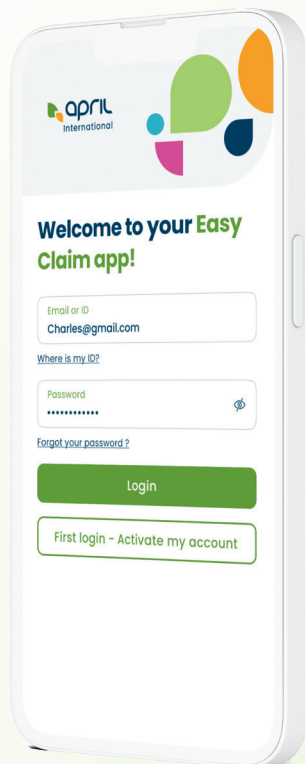 april
International
Welcome to your Easy
Claim app!
Email or ID
Charles@gmail.com
Where is my ID?
Password
••••••••••••
Forgot your password ?
Login
First login - Activate my account